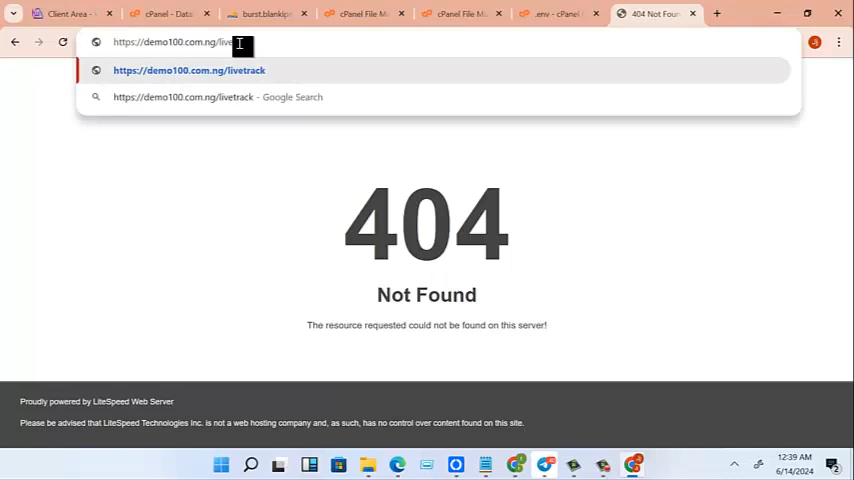 Client Area -
cPanel - Data
burst.blankip
cPanel File M
cPanel File M
.env - cPanel
404 Not Foun
https://demo100.com.ng/live
https://demo100.com.ng/livetrack
https://demo100.com.ng/livetrack - Google Search
404
Not Found
The resource requested could not be found on this server!
Proudly powered by LiteSpeed Web Server
Please be advised that LiteSpeed Technologies Inc. is not a web hosting company and, as such, has no control over content found on this site.
12:39 AM
6/14/2024